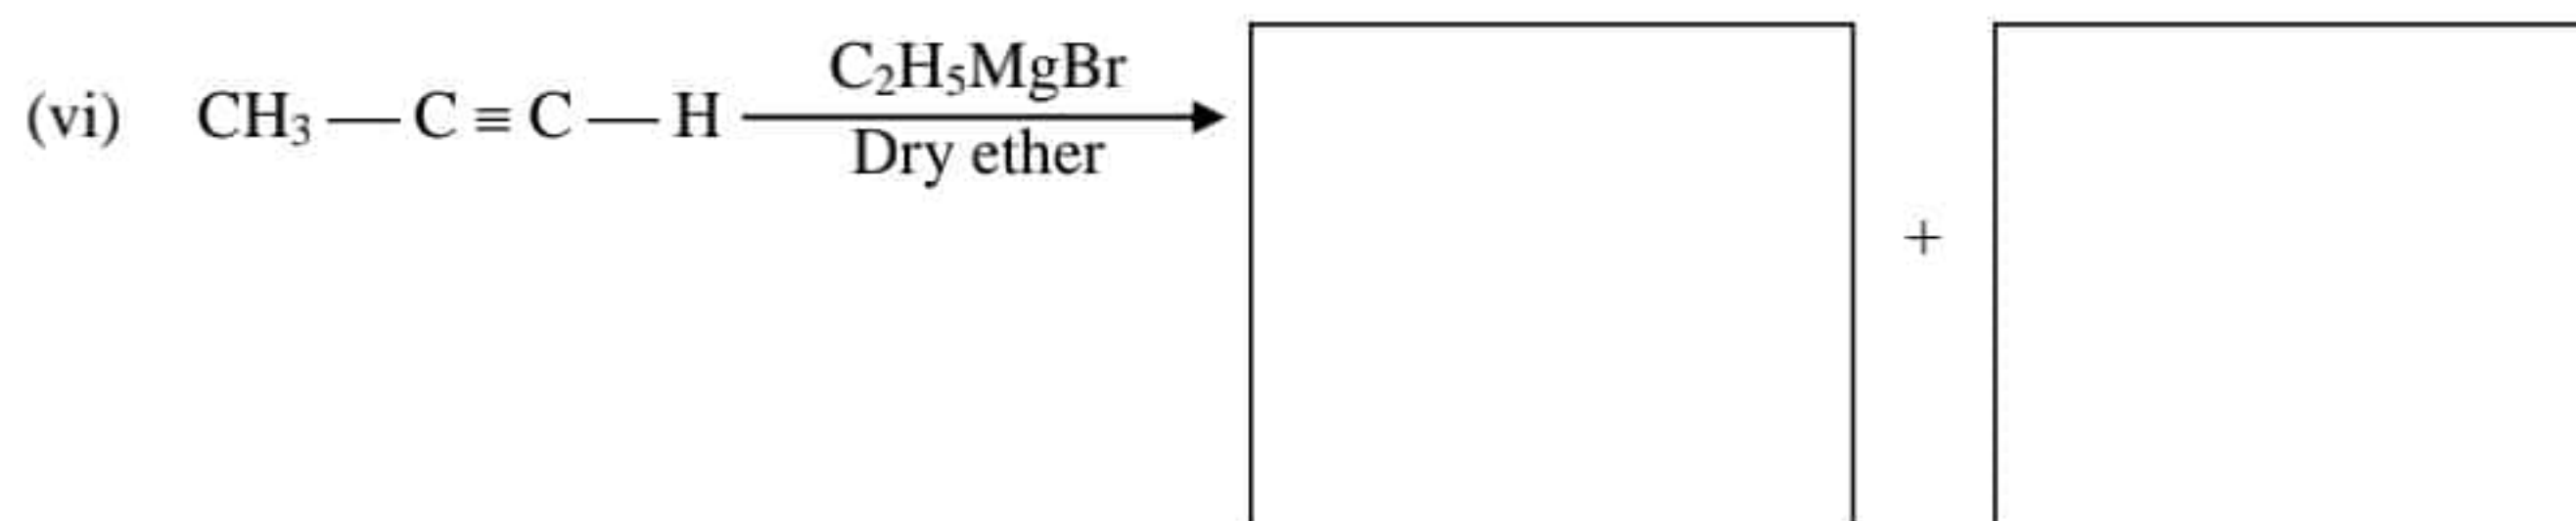 C₂H₅MgBr
(vi) CH₃—C≡C—H
Dry ether
+